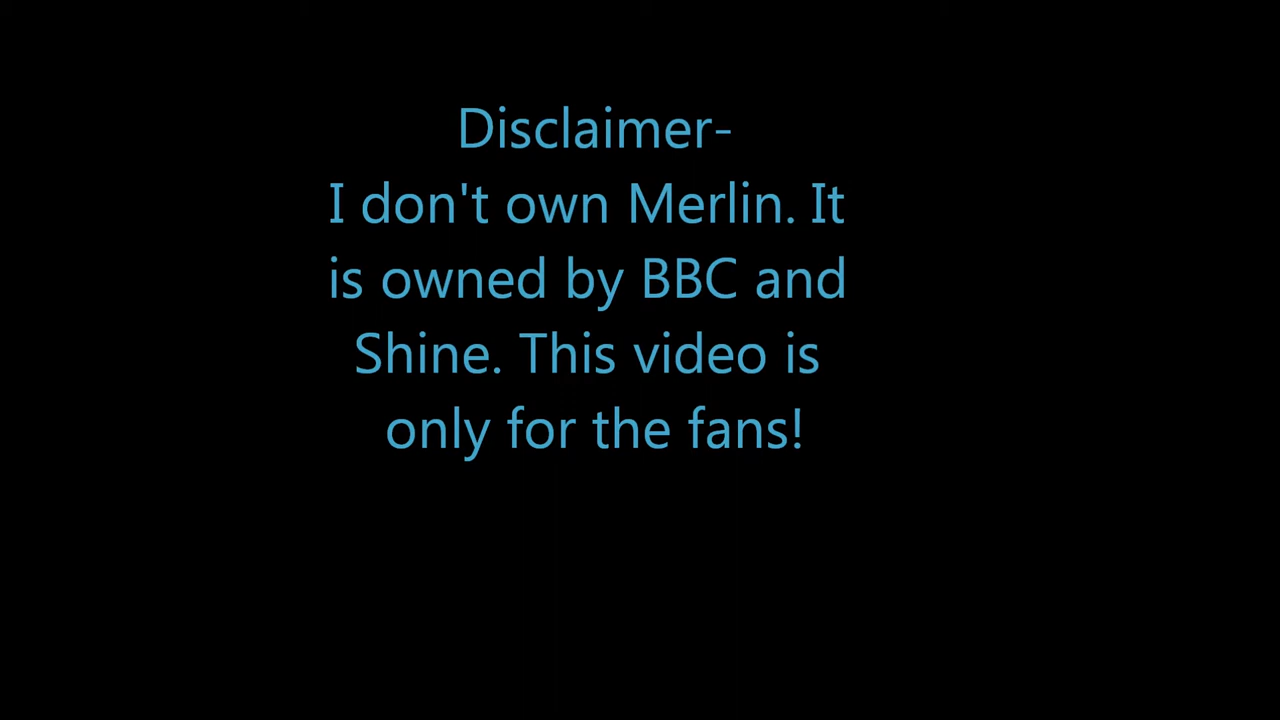 Disclaimer-
I don't own Merlin. It
is owned by BBC and
Shine. This video is
only for the fans!